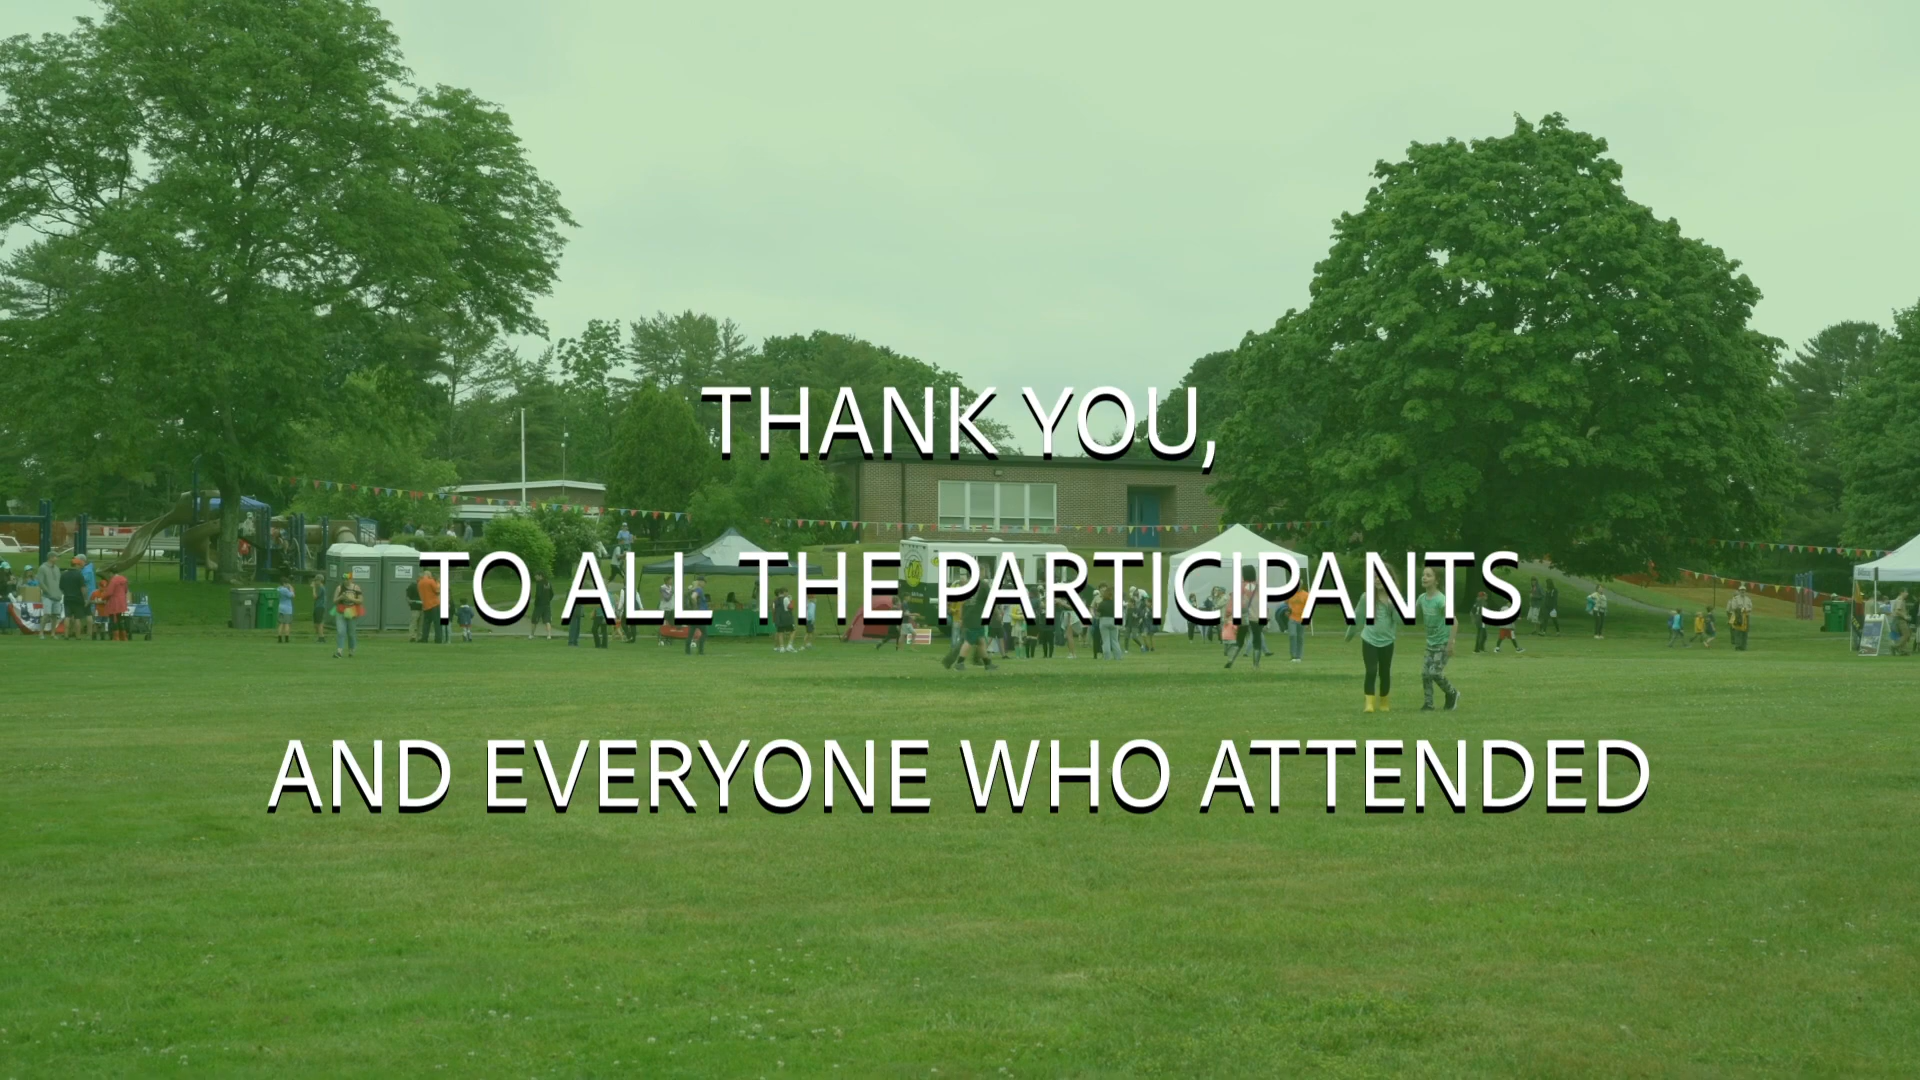 THANK YOU,
TO ALL THE PARTICIPANTS
AND EVERYONE WHO ATTENDED